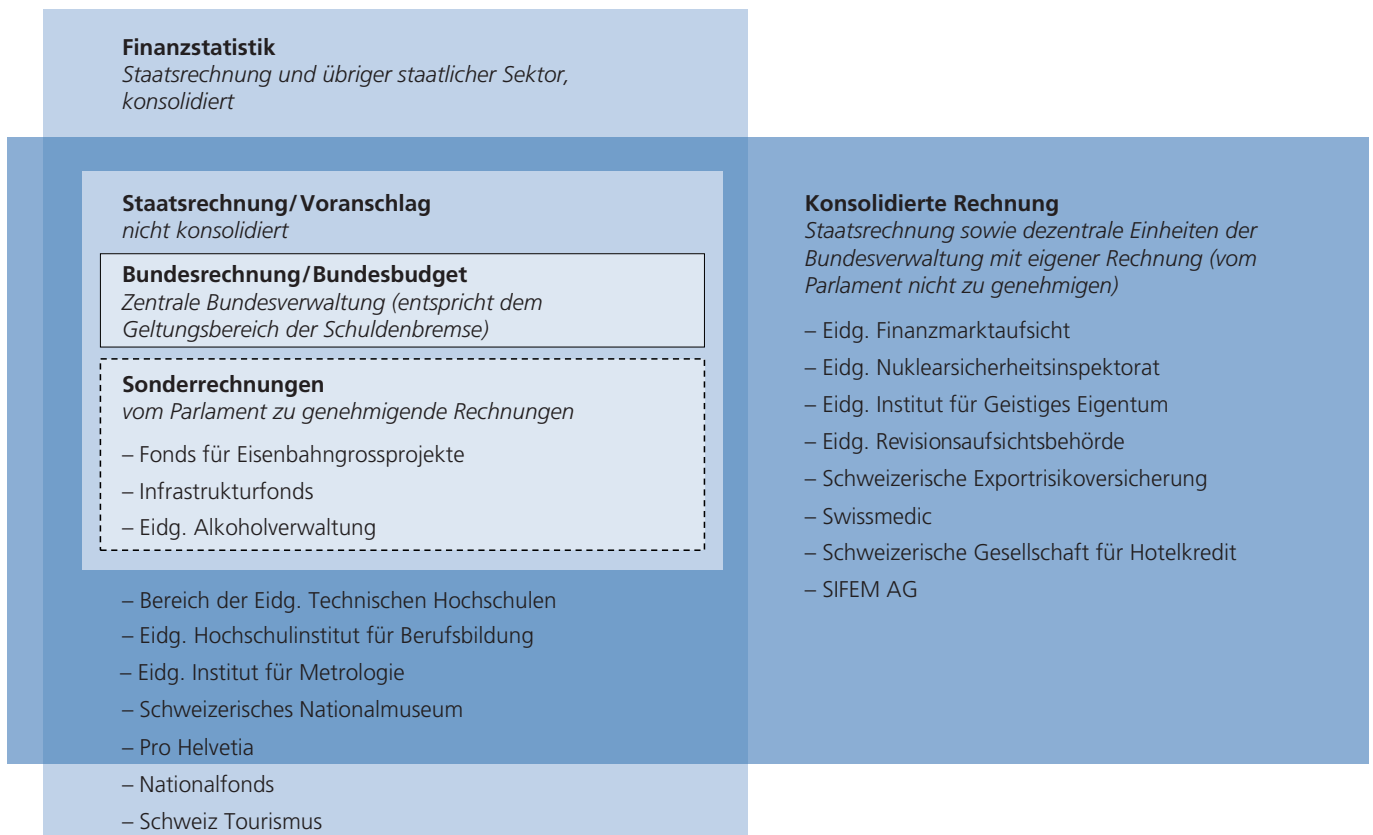 Finanzstatistik
Staatsrechnung und übriger staatlicher Sektor,
konsolidiert
Staatsrechnung/Voranschlag
nicht konsolidiert
Bundesrechnung/Bundesbudget
Zentrale Bundesverwaltung (entspricht dem
Geltungsbereich der Schuldenbremse)
Sonderrechnungen
vom Parlament zu genehmigende Rechnungen
– Fonds für Eisenbahngrossprojekte
– Infrastrukturfonds
– Eidg. Alkoholverwaltung
– Bereich der Eidg. Technischen Hochschulen
– Eidg. Hochschulinstitut für Berufsbildung
– Eidg. Institut für Metrologie
– Schweizerisches Nationalmuseum
– Pro Helvetia
– Nationalfonds
– Schweiz Tourismus
Konsolidierte Rechnung
Staatsrechnung sowie dezentrale Einheiten der
Bundesverwaltung mit eigener Rechnung (vom
Parlament nicht zu genehmigen)
– Eidg. Finanzmarktaufsicht
– Eidg. Nuklearsicherheitsinspektorat
– Eidg. Institut für Geistiges Eigentum
– Eidg. Revisionsaufsichtsbehörde
– Schweizerische Exportrisikoversicherung
– Swissmedic
– Schweizerische Gesellschaft für Hotelkredit
– SIFEM AG